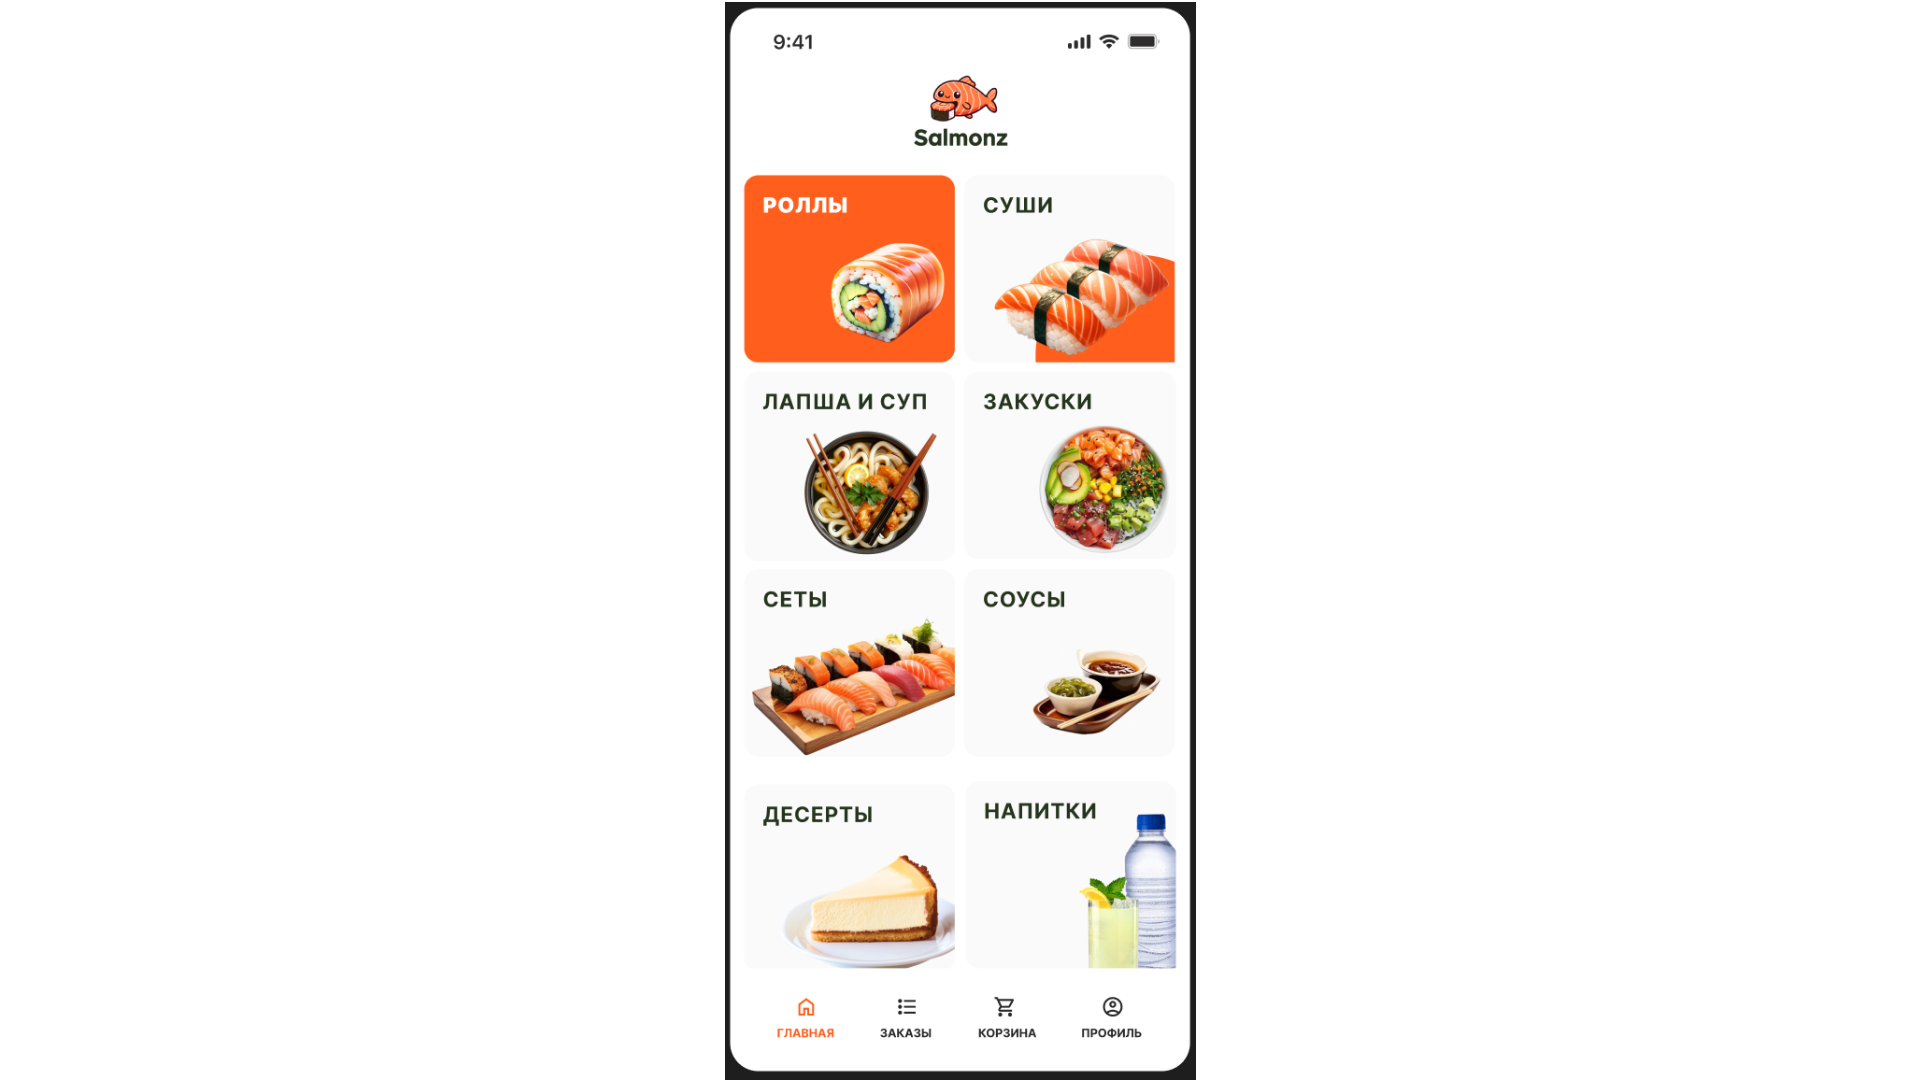 9:41
Salmonz
РОЛЛЫ
СУШИ
ЛАПША И СУП
ЗАКУСКИ
СЕТЫ
СОУСЫ
ДЕСЕРТЫ
НАПИТКИ
ГЛАВНАЯ
ЗАКАЗЫ
КОРЗИНА
ПРОФИЛЬ